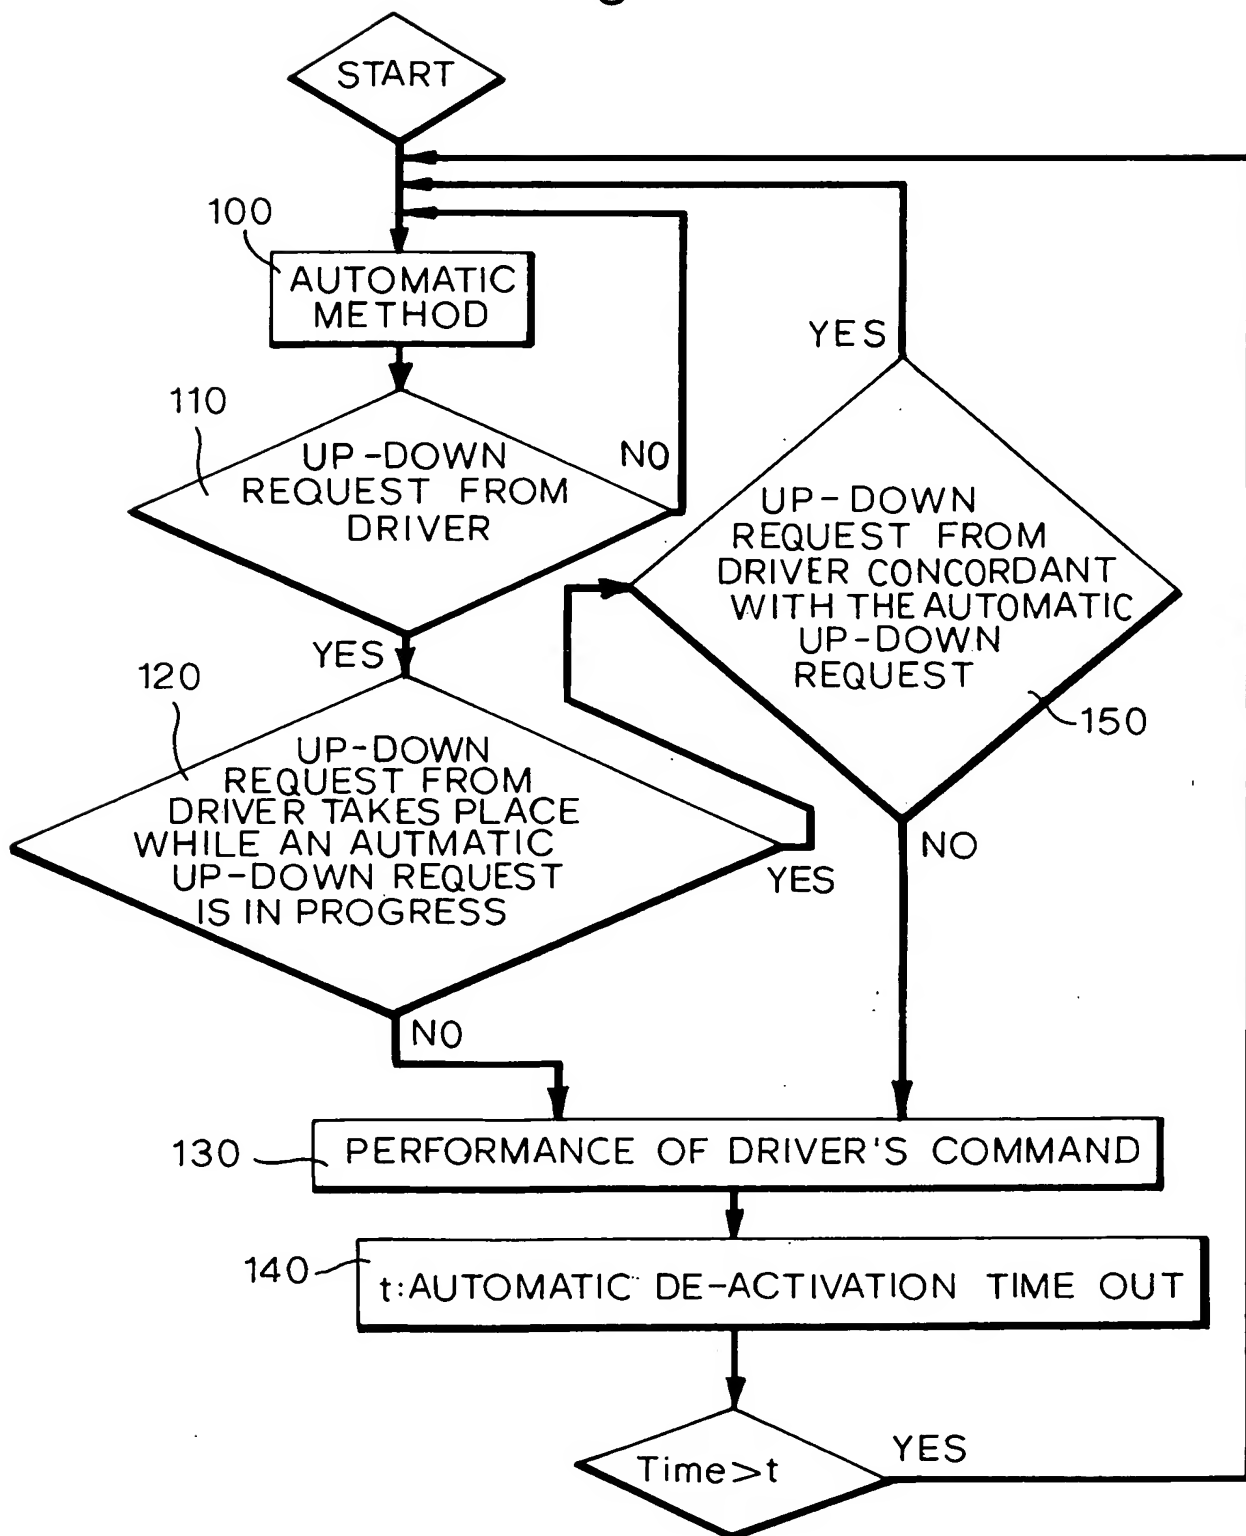 START
100
AUTOMATIC
METHOD
YES
110
UP-DOWN
REQUEST FROM
DRIVER
NO
UP-DOWN
REQUEST FROM
DRIVER CONCORDANT
WITH THE AUTOMATIC
UP-DOWN
REQUEST
150
YES
120
UP-DOWN
REQUEST FROM
DRIVER TAKES PLACE
WHILE AN AUTMATIC
UP-DOWN REQUEST
IS IN PROGRESS
YES
NO
NO
130
PERFORMANCE OF DRIVER'S COMMAND
140
t:AUTOMATIC DE-ACTIVATION TIME OUT
Time>t
YES